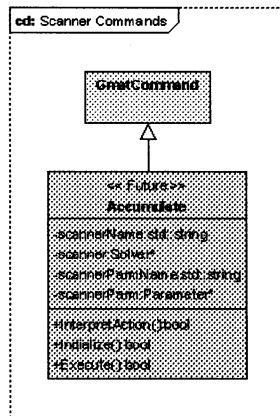 cd: Scanner Commands
GmatCommand
<< Future>>
Accumulate
-scannerName:std::string
-scanner:Solver*
-scannerParmName:std::string
-scannerParm:Parameter*
+InterpretAction():bool
+Initialize():bool
+Execute():bool